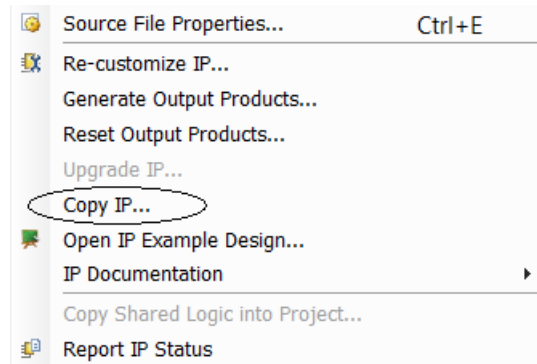 Source File Properties... Ctrl+E
Re-customize IP...
Generate Output Products...
Reset Output Products...
Upgrade IP...
Copy IP...
Open IP Example Design...
IP Documentation
Copy Shared Logic into Project...
Report IP Status